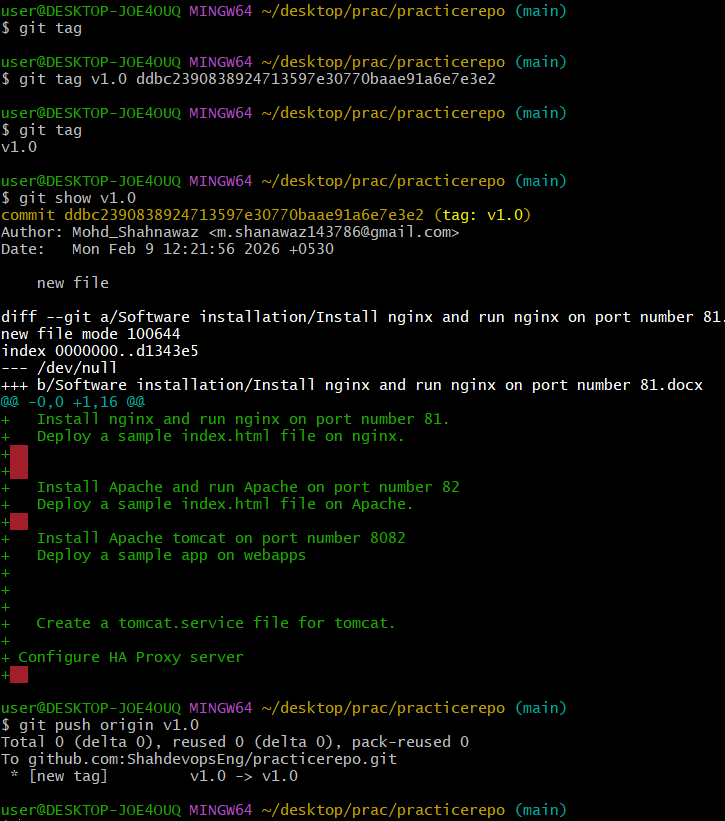 user@DESKTOP-JOE4OUQ MINGW64 ~/desktop/prac/practicerepo (main)
$ git tag
user@DESKTOP-JOE4OUQ MINGW64 ~/desktop/prac/practicerepo (main)
$ git tag v1.0 ddbc2390838924713597e30770baae91a6e7e3e2
user@DESKTOP-JOE4OUQ MINGW64 ~/desktop/prac/practicerepo (main)
$ git tag
v1.0
user@DESKTOP-JOE4OUQ MINGW64 ~/desktop/prac/practicerepo (main)
$ git show v1.0
commit ddbc2390838924713597e30770baae91a6e7e3e2 (tag: v1.0)
Author: Mohd_Shahnawaz <m.shanawaz143786@gmail.com>
Date:   Mon Feb 9 12:21:56 2026 +0530
    new file
diff --git a/Software installation/Install nginx and run nginx on port number 81.
new file mode 100644
index 0000000..d1343e5
--- /dev/null
+++ b/Software installation/Install nginx and run nginx on port number 81.docx
@@ -0,0 +1,16 @@
+   Install nginx and run nginx on port number 81.
+   Deploy a sample index.html file on nginx.
+
+
+   Install Apache and run Apache on port number 82
+   Deploy a sample index.html file on Apache.
+
+   Install Apache tomcat on port number 8082
+   Deploy a sample app on webapps
+
+
+
+   Create a tomcat.service file for tomcat.
+
+ Configure HA Proxy server
+
user@DESKTOP-JOE4OUQ MINGW64 ~/desktop/prac/practicerepo (main)
$ git push origin v1.0
Total 0 (delta 0), reused 0 (delta 0), pack-reused 0
To github.com:ShahdevopsEng/practicerepo.git
 * [new tag]         v1.0 -> v1.0
user@DESKTOP-JOE4OUQ MINGW64 ~/desktop/prac/practicerepo (main)